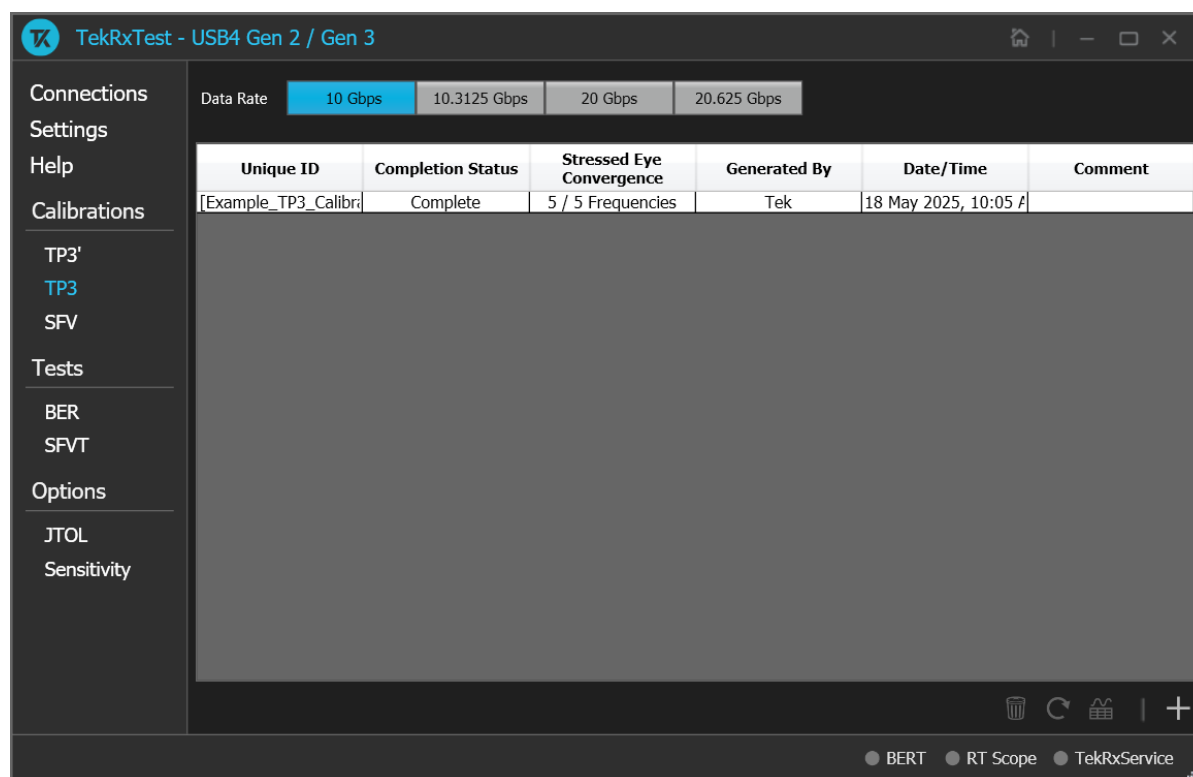 TekRxTest - USB4 Gen 2 / Gen 3
Connections
Settings
Help
Calibrations
TP3'
TP3
SFV
Tests
BER
SFVT
Options
JTOL
Sensitivity
Data Rate 10 Gbps 10.3125 Gbps 20 Gbps 20.625 Gbps
Unique ID Completion Status Stressed Eye Convergence Generated By Date/Time Comment
[Example_TP3_Calibra Complete 5 / 5 Frequencies Tek 18 May 2025, 10:05 A
BERT RT Scope TekRxService